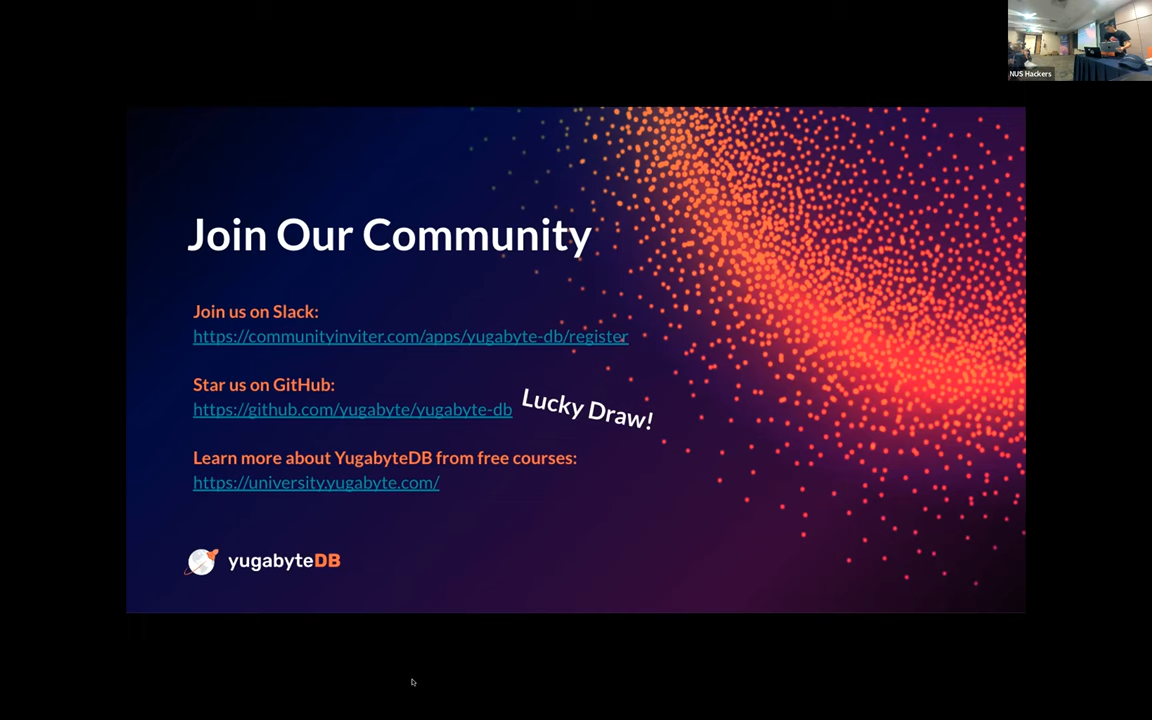 NUS Hackers
Join Our Community
Join us on Slack:
https://communityinviter.com/apps/yugabyte-db/register
Star us on GitHub:
https://github.com/yugabyte/yugabyte-db
Lucky Draw!
Learn more about YugabyteDB from free courses:
https://university.yugabyte.com/
yugabyteDB